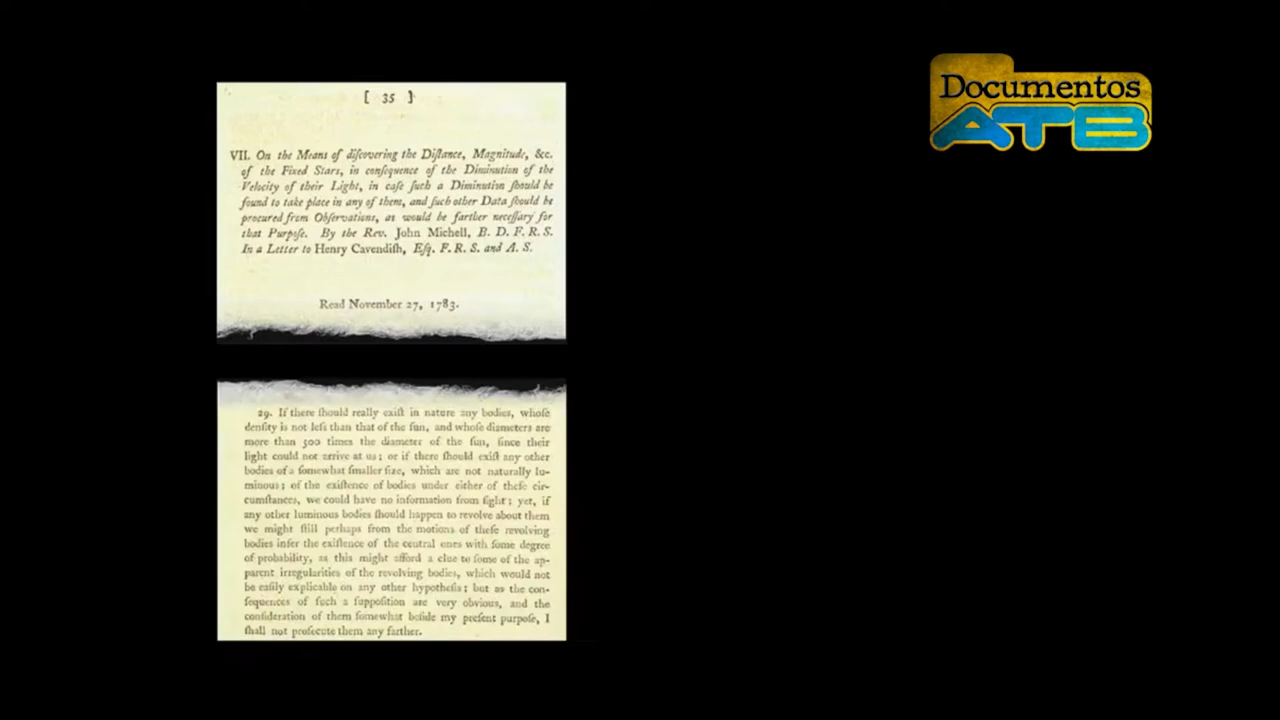 [ 35 ]
VII. On the Means of diſcovering the Diſtance, Magnitude, &c.
of the Fixed Stars, in conſequence of the Diminution of the
Velocity of their Light, in caſe ſuch a Diminution ſhould be
found to take place in any of them, and ſuch other Data ſhould be
procured from Obſervations, as would be farther neceſſary for
that Purpoſe. By the Rev. John Michell, B. D. F. R. S.
In a Letter to Henry Cavendiſh, Eſq. F. R. S. and A. S.
Read November 27, 1783.
29. If there ſhould really exiſt in nature any bodies, whoſe
denſity is not leſs than that of the ſun, and whoſe diameters are
more than 500 times the diameter of the ſun, ſince their
light could not arrive at us; or if there ſhould exiſt any other
bodies of a ſomewhat ſmaller ſize, which are not naturally lu-
minous; of the exiſtence of bodies under either of theſe cir-
cumſtances, we could have no information from ſight; yet, if
any other luminous bodies ſhould happen to revolve about them
we might ſtill perhaps from the motions of theſe revolving
bodies infer the exiſtence of the central ones with ſome degree
of probability, as this might afford a clue to ſome of the ap-
parent irregularities of the revolving bodies, which would not
be eaſily explicable on any other hypotheſis; but as the con-
ſequences of ſuch a ſuppoſition are very obvious, and the
conſideration of them ſomewhat beſide my preſent purpoſe, I
ſhall not proſecute them any farther.
Documentos
ATB